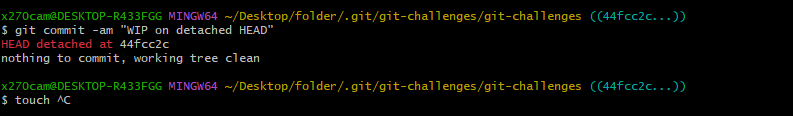 x270cam@DESKTOP-R433FGG MINGW64 ~/Desktop/folder/.git/git-challenges/git-challenges ((44fcc2c...))
$ git commit -am "WIP on detached HEAD"
HEAD detached at 44fcc2c
nothing to commit, working tree clean
x270cam@DESKTOP-R433FGG MINGW64 ~/Desktop/folder/.git/git-challenges/git-challenges ((44fcc2c...))
$ touch ^C